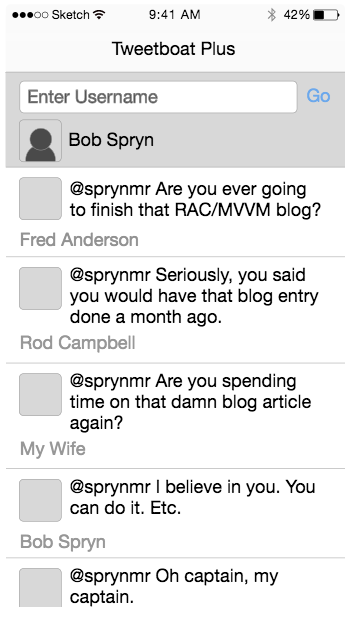 Sketch 9:41 AM 42%
Tweetboat Plus
Enter Username Go
Bob Spryn
@sprynmr Are you ever going
to finish that RAC/MVVM blog?
Fred Anderson
@sprynmr Seriously, you said
you would have that blog entry
done a month ago.
Rod Campbell
@sprynmr Are you spending
time on that damn blog article
again?
My Wife
@sprynmr I believe in you. You
can do it. Etc.
Bob Spryn
@sprynmr Oh captain, my
captain.